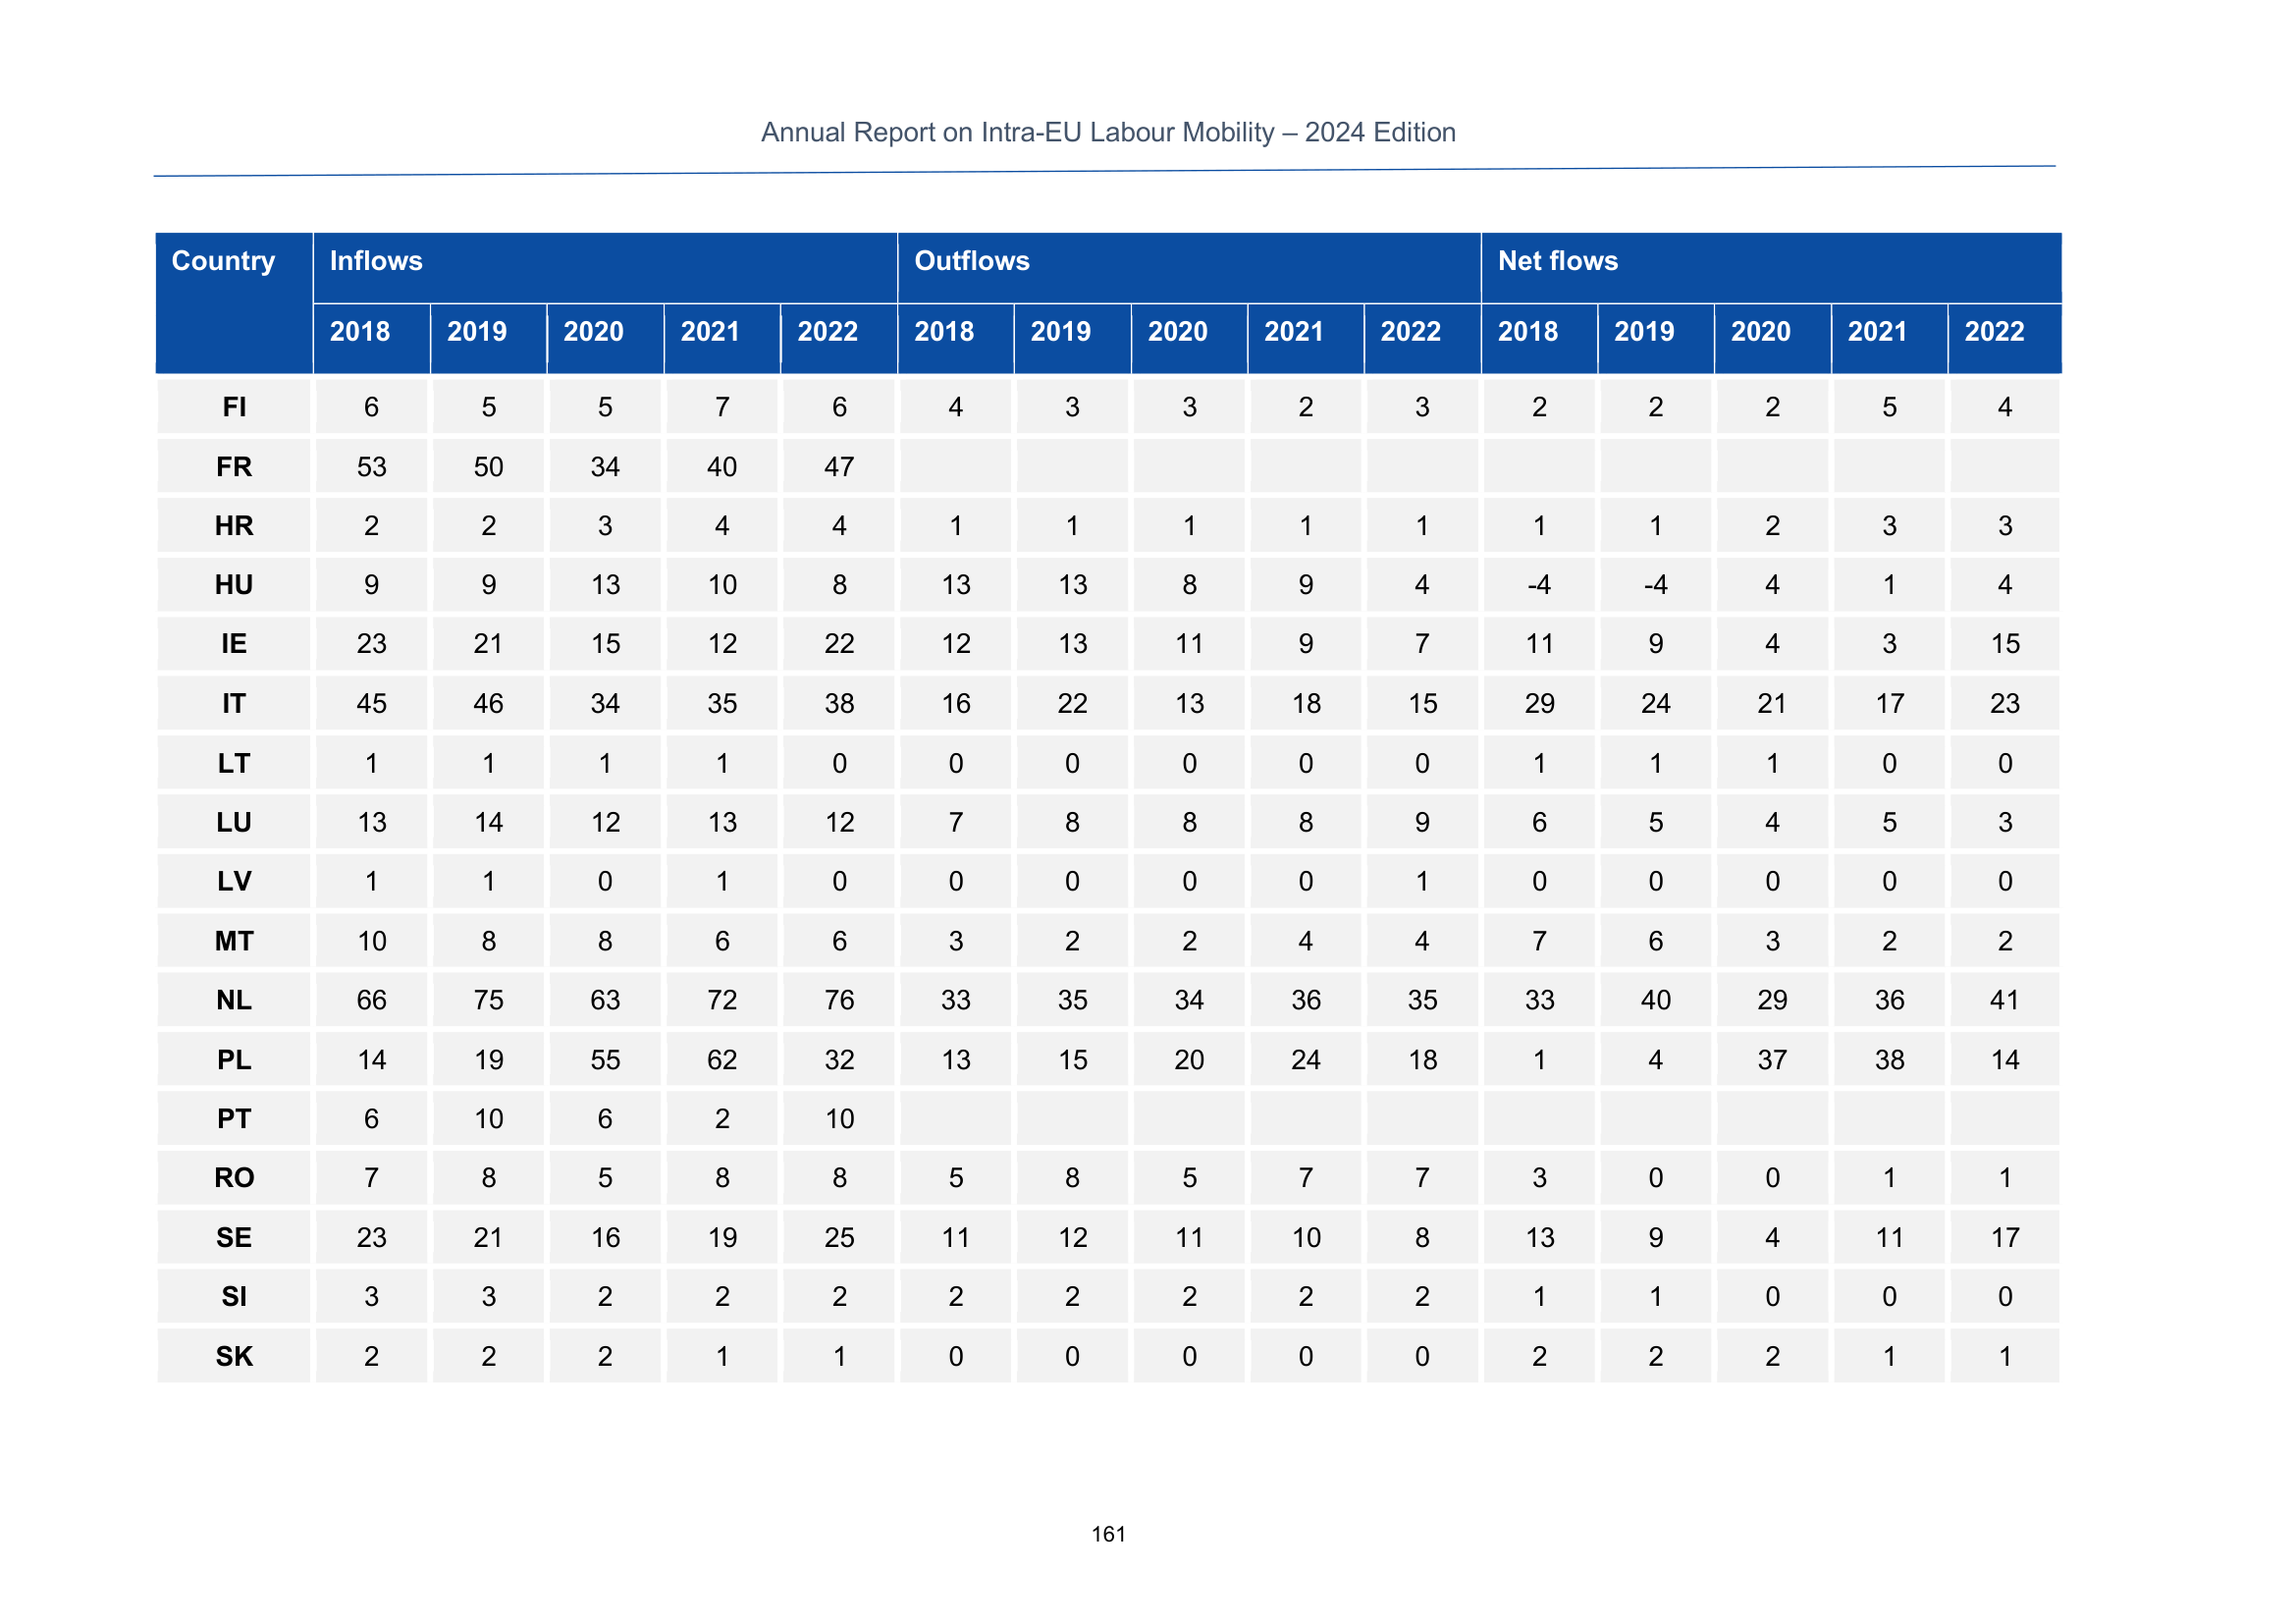 Annual Report on Intra-EU Labour Mobility – 2024 Edition
Country Inflows Outflows Net flows
2018 2019 2020 2021 2022 2018 2019 2020 2021 2022 2018 2019 2020 2021 2022
FI 6 5 5 7 6 4 3 3 2 3 2 2 2 5 4
FR 53 50 34 40 47
HR 2 2 3 4 4 1 1 1 1 1 1 1 2 3 3
HU 9 9 13 10 8 13 13 8 9 4 -4 -4 4 1 4
IE 23 21 15 12 22 12 13 11 9 7 11 9 4 3 15
IT 45 46 34 35 38 16 22 13 18 15 29 24 21 17 23
LT 1 1 1 1 0 0 0 0 0 0 1 1 1 0 0
LU 13 14 12 13 12 7 8 8 8 9 6 5 4 5 3
LV 1 1 0 1 0 0 0 0 0 1 0 0 0 0 0
MT 10 8 8 6 6 3 2 2 4 4 7 6 3 2 2
NL 66 75 63 72 76 33 35 34 36 35 33 40 29 36 41
PL 14 19 55 62 32 13 15 20 24 18 1 4 37 38 14
PT 6 10 6 2 10
RO 7 8 5 8 8 5 8 5 7 7 3 0 0 1 1
SE 23 21 16 19 25 11 12 11 10 8 13 9 4 11 17
SI 3 3 2 2 2 2 2 2 2 2 1 1 0 0 0
SK 2 2 2 1 1 0 0 0 0 0 2 2 2 1 1
161